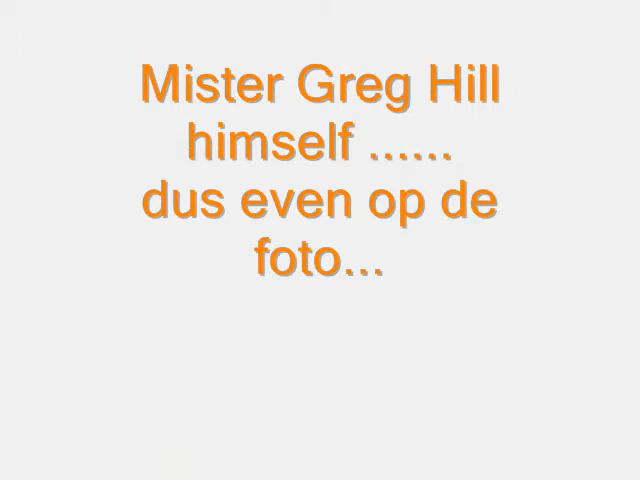 Mister Greg Hill
himself ......
dus even op de
foto...